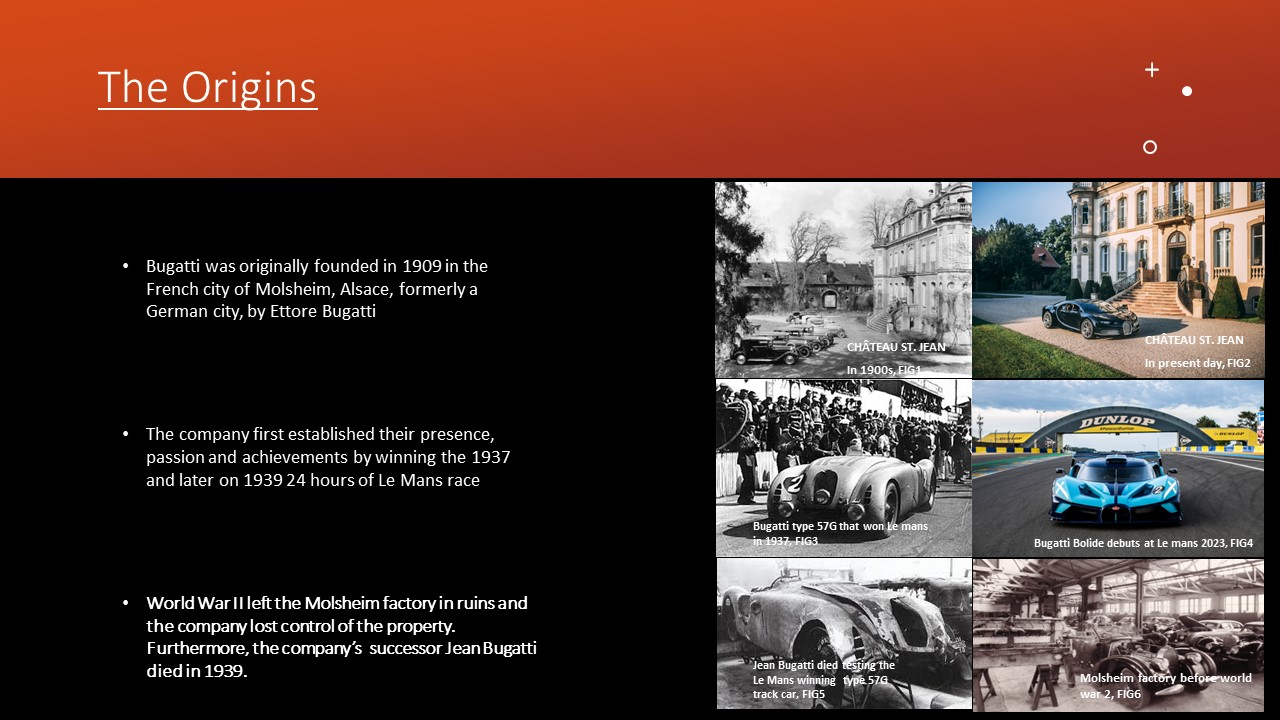 The Origins
• Bugatti was originally founded in 1909 in the
French city of Molsheim, Alsace, formerly a
German city, by Ettore Bugatti
• The company first established their presence,
passion and achievements by winning the 1937
and later on 1939 24 hours of Le Mans race
• World War II left the Molsheim factory in ruins and
the company lost control of the property.
Furthermore, the company’s successor Jean Bugatti
died in 1939.
CHÂTEAU ST. JEAN
In 1900s, FIG1
CHÂTEAU ST. JEAN
In present day, FIG2
2
Bugatti type 57G that won Le mans
in 1937, FIG3
DUNLOP
DUNLOP
Bugatti Bolide debuts at Le mans 2023, FIG4
Jean Bugatti died testing the
Le Mans winning type 57G
track car, FIG5
Molsheim factory before world
war 2, FIG6